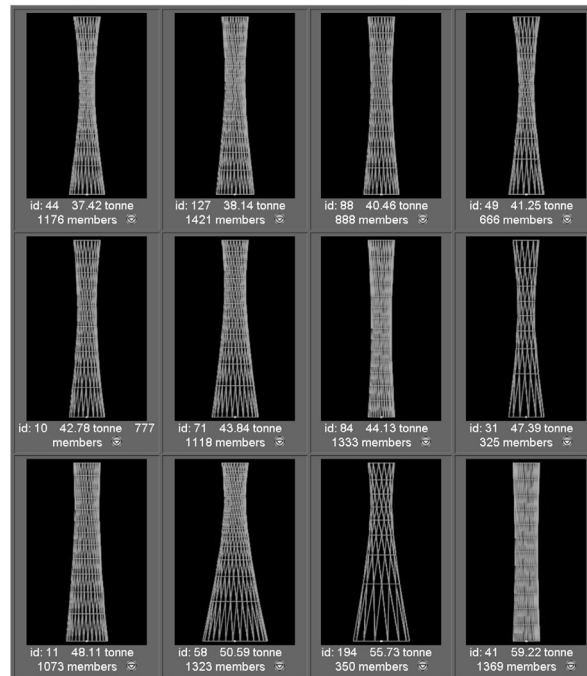 id: 44 37.42 tonne
1176 members
id: 127 38.14 tonne
1421 members
id: 88 40.46 tonne
888 members
id: 49 41.25 tonne
666 members
id: 10 42.78 tonne 777
members
id: 71 43.84 tonne
1118 members
id: 84 44.13 tonne
1333 members
id: 31 47.39 tonne
325 members
id: 11 48.11 tonne
1073 members
id: 58 50.59 tonne
1323 members
id: 194 55.73 tonne
350 members
id: 41 59.22 tonne
1369 members